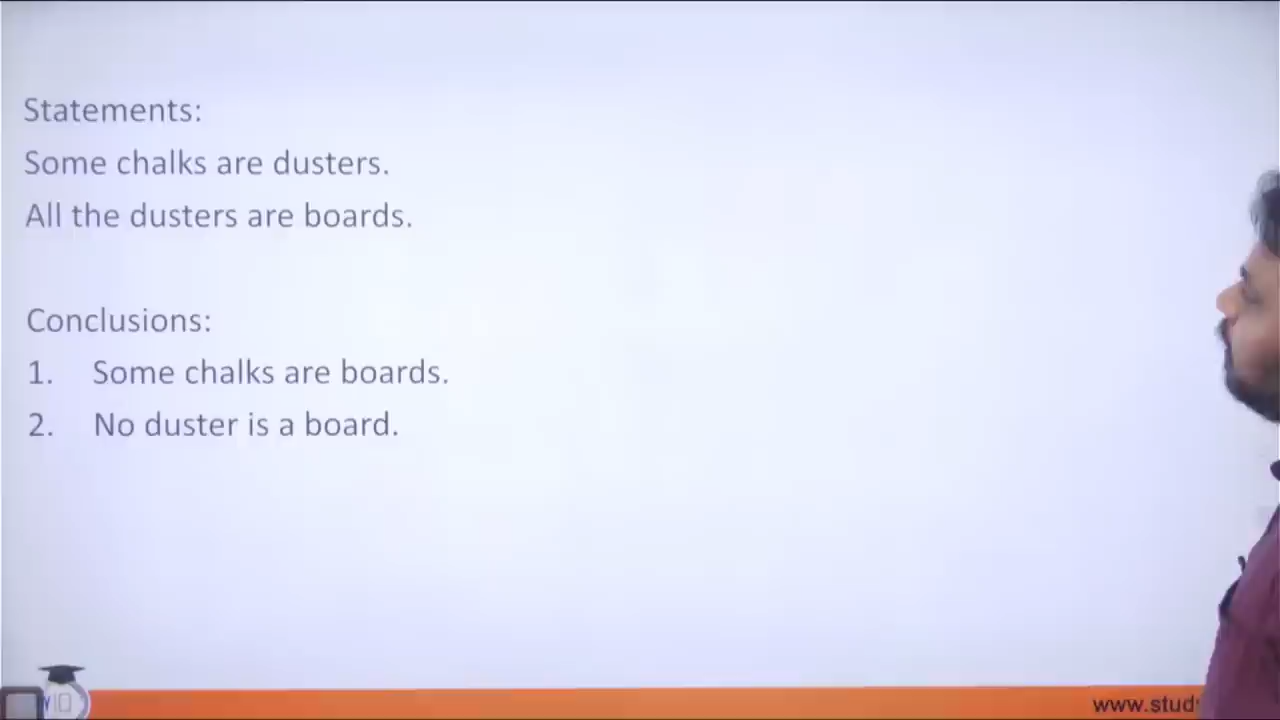 Statements:
Some chalks are dusters.
All the dusters are boards.
Conclusions:
1. Some chalks are boards.
2. No duster is a board.
www.stud